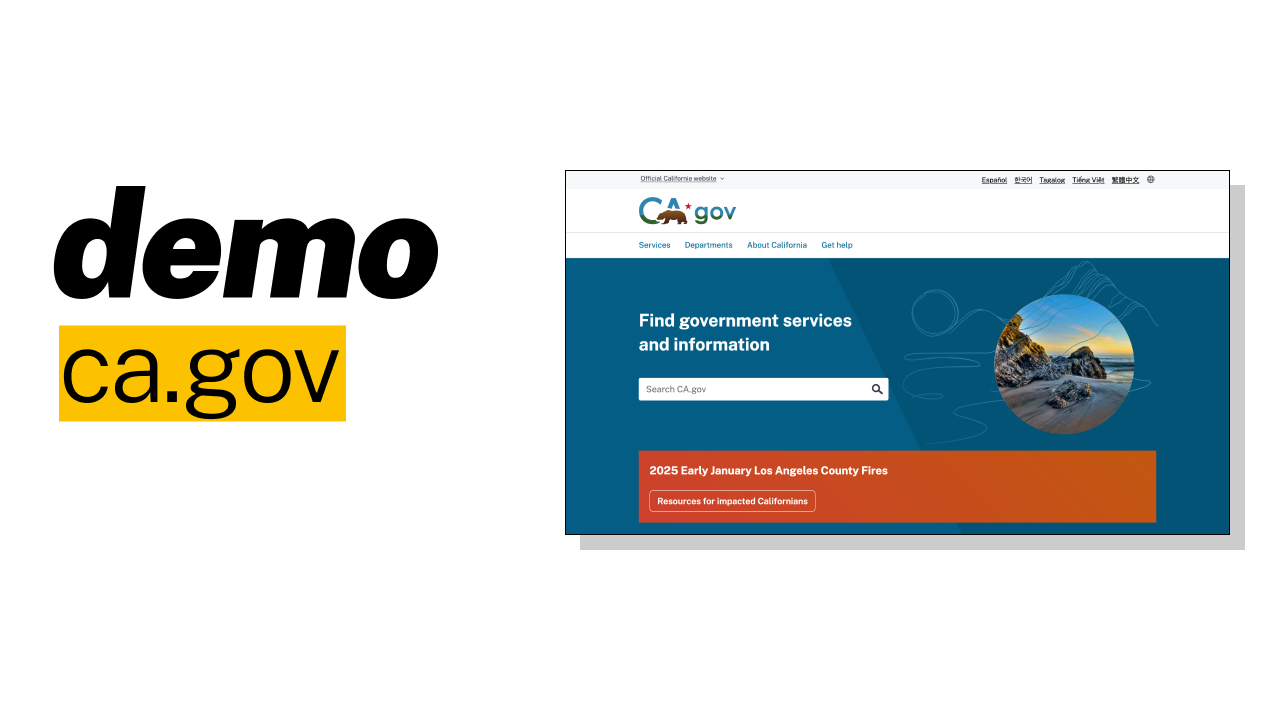 demo
ca.gov
Official California website
Español 한국어 Tagalog Tiếng Việt 繁體中文
CA.gov
Services Departments About California Get help
Find government services
and information
Search CA.gov
2025 Early January Los Angeles County Fires
Resources for impacted Californians